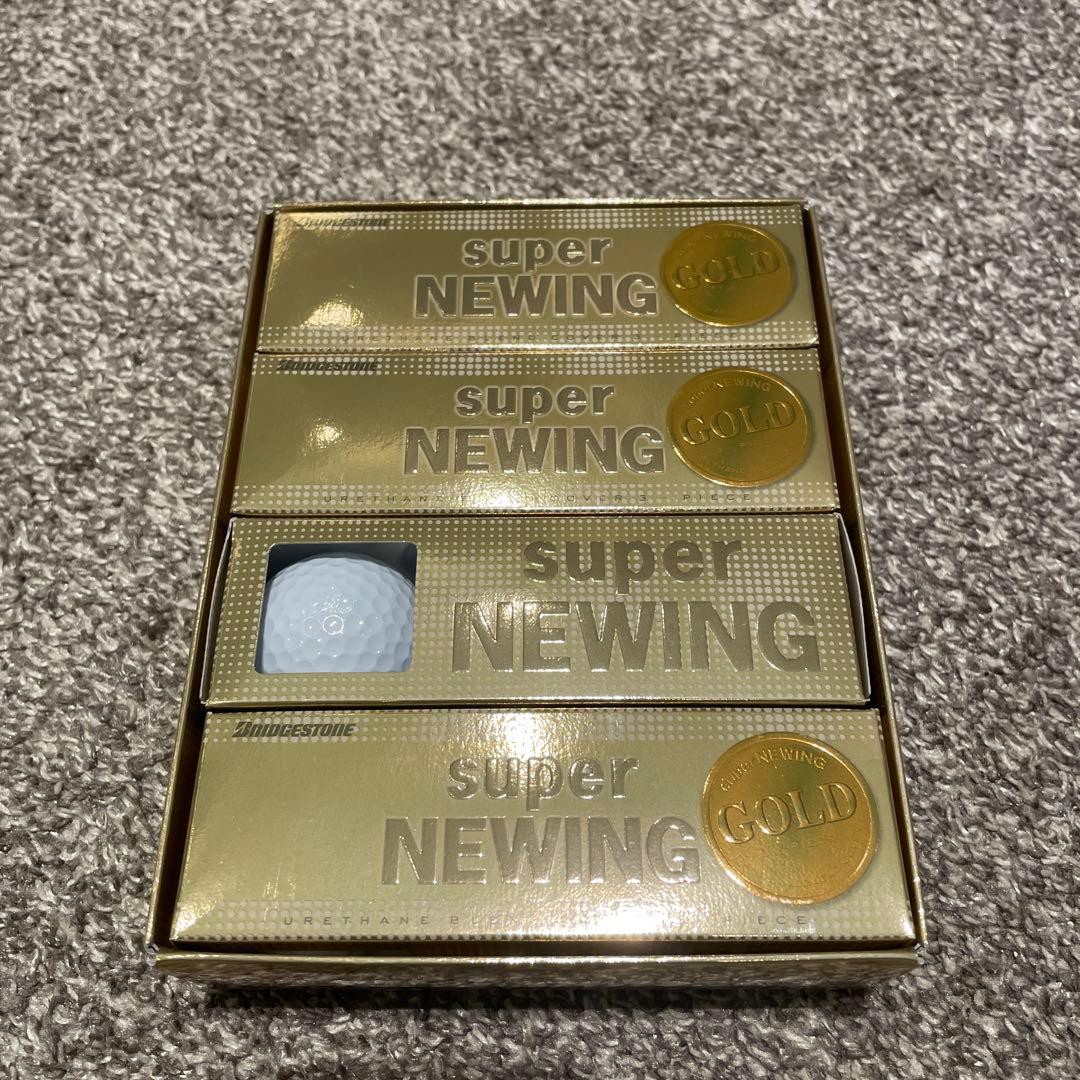 BRIDGESTONE
super
NEWING
GOLD
BRIDGESTONE
super
NEWING
super NEWING
GOLD
URETHANE COVER 3 PIECE
super
NEWING
BRIDGESTONE
super
NEWING
super NEWING
GOLD
URETHANE PIECE